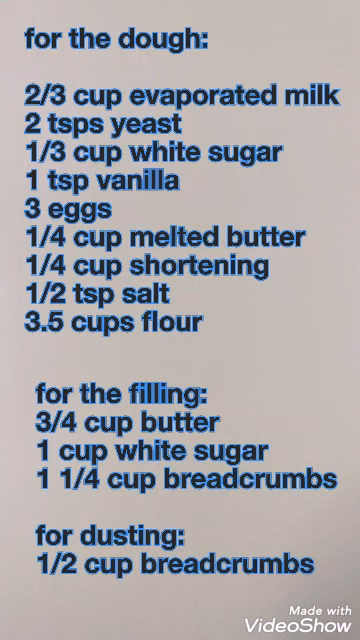 for the dough:
2/3 cup evaporated milk
2 tsps yeast
1/3 cup white sugar
1 tsp vanilla
3 eggs
1/4 cup melted butter
1/4 cup shortening
1/2 tsp salt
3.5 cups flour
for the filling:
3/4 cup butter
1 cup white sugar
1 1/4 cup breadcrumbs
for dusting:
1/2 cup breadcrumbs
Made with
VideoShow